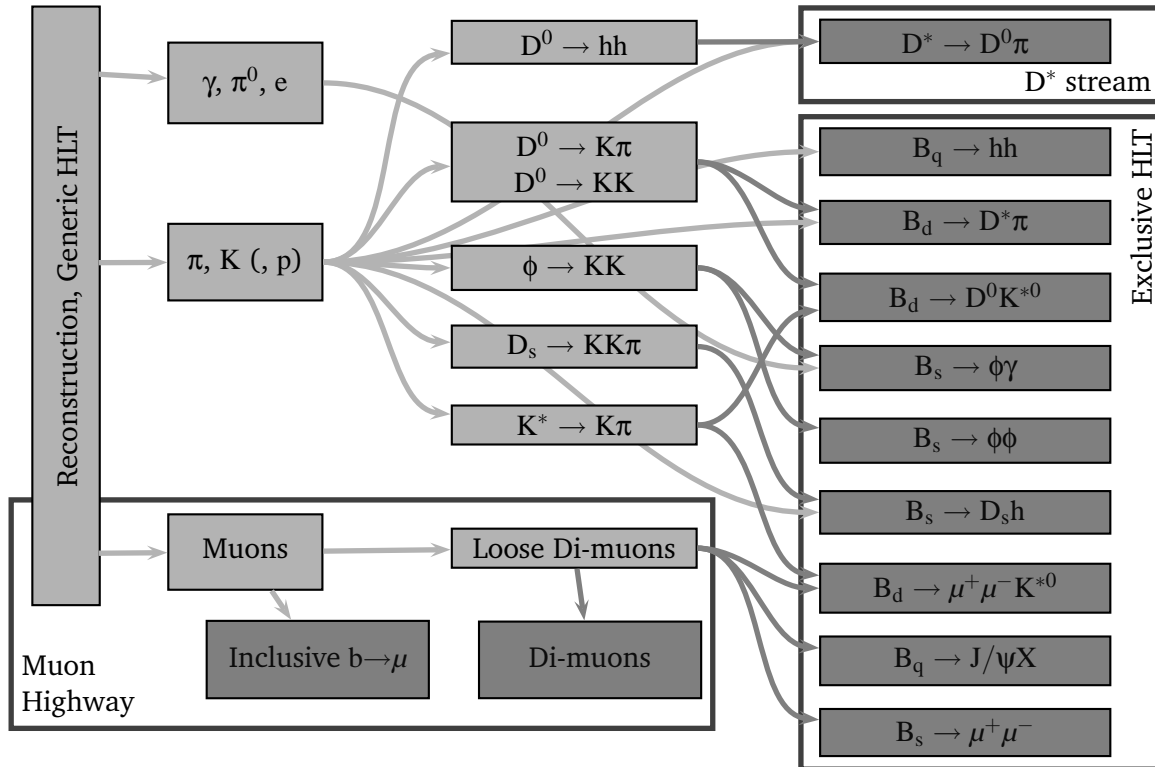 Reconstruction, Generic HLT
γ, π⁰, e
π, K (, p)
Muons
Inclusive b→μ
Muon
Highway
D⁰ → hh
D⁰ → Kπ
D⁰ → KK
ϕ → KK
Dₛ → KKπ
K* → Kπ
Loose Di-muons
Di-muons
D* → D⁰π
D* stream
Exclusive HLT
B_q → hh
B_d → D*π
B_d → D⁰K*⁰
Bₛ → ϕγ
Bₛ → ϕϕ
Bₛ → Dₛh
B_d → μ⁺μ⁻K*⁰
B_q → J/ψX
Bₛ → μ⁺μ⁻